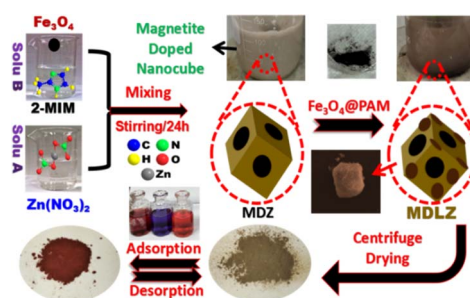 Fe3O4
Solu B
2-MIM
Solu A
Zn(NO3)2
Magnetite
Doped
Nanocube
Mixing
Stirring/24h
C N
H O
Zn
MDZ
Fe3O4@PAM
MDLZ
Centrifuge
Drying
Adsorption
Desorption